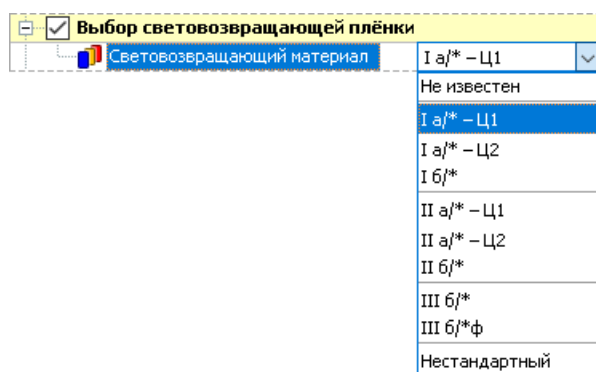 Выбор световозвращающей плёнки
Световозвращающий материал I а/* – Ц1
Не известен
I а/* – Ц1
I а/* – Ц2
I б/*
II а/* – Ц1
II а/* – Ц2
II б/*
III б/*
III б/*ф
Нестандартный